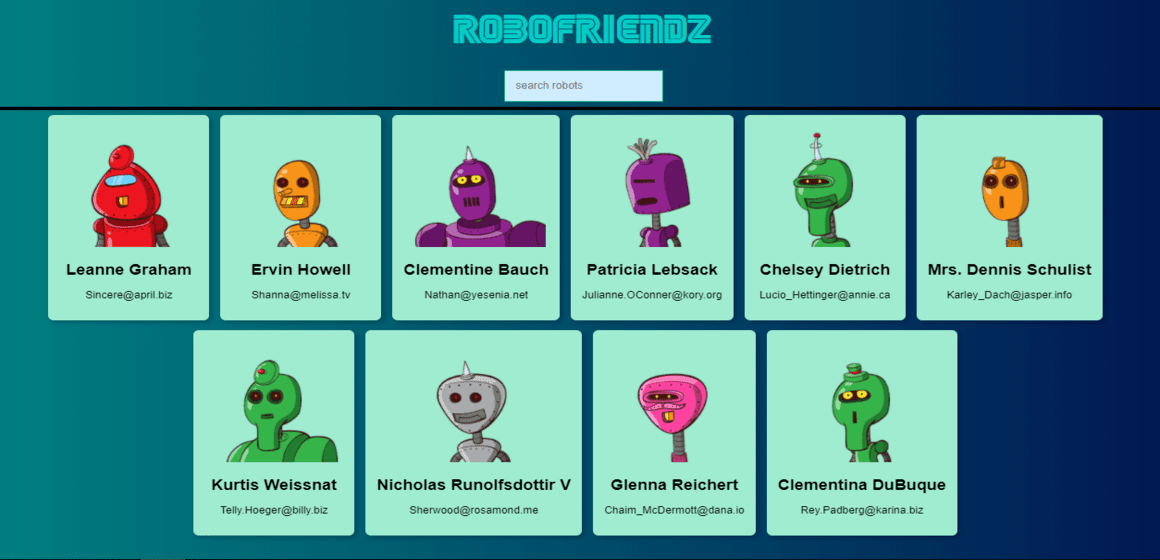 ROBOFRIENDZ
search robots
Leanne Graham
Sincere@april.biz
Ervin Howell
Shanna@melissa.tv
Clementine Bauch
Nathan@yesenia.net
Patricia Lebsack
Julianne.OConner@kory.org
Chelsey Dietrich
Lucio_Hettinger@annie.ca
Mrs. Dennis Schulist
Karley_Dach@jasper.info
Kurtis Weissnat
Telly.Hoeger@billy.biz
Nicholas Runolfsdottir V
Sherwood@rosamond.me
Glenna Reichert
Chaim_McDermott@dana.io
Clementina DuBuque
Rey.Padberg@karina.biz